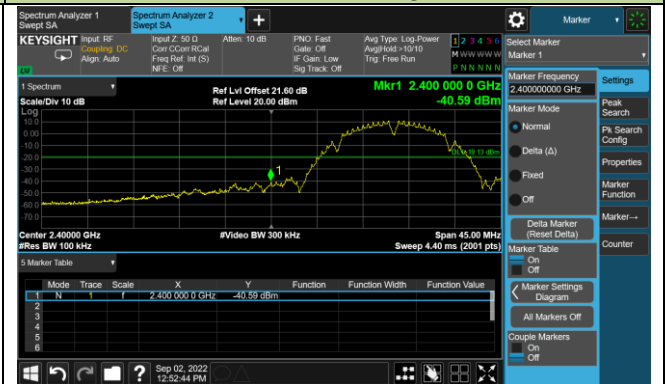 Spectrum Analyzer 1
Swept SA
Spectrum Analyzer 2
Swept SA
+
Marker
KEYSIGHT
Input: RF
Coupling: DC
Align: Auto
Input Z: 50 Ω
Corr CCorr RCal
Freq Ref: Int (S)
NFE: Off
Atten: 10 dB
PNO: Fast
Gate: Off
IF Gain: Low
Sig Track: Off
Avg Type: Log-Power
Avg|Hold:>10/10
Trig: Free Run
1 2 3 4 5 6
M W W W W W
P N N N N N
Select Marker
Marker 1
1 Spectrum
Scale/Div 10 dB
Ref Lvl Offset 21.60 dB
Ref Level 20.00 dBm
Mkr1 2.400 000 0 GHz
-40.59 dBm
Log
10.0
0.00
-10.0
-20.0
-30.0
-40.0
-50.0
-60.0
-70.0
1
Center 2.40000 GHz
#Res BW 100 kHz
#Video BW 300 kHz
Span 45.00 MHz
Sweep 4.40 ms (2001 pts)
5 Marker Table
Mode Trace Scale X Y Function Function Width Function Value
1 N 1 f 2.400 000 0 GHz -40.59 dBm
2
3
4
5
6
Marker Frequency
2.400000000 GHz
Marker Mode
Normal
Delta (Δ)
Fixed
Off
Delta Marker
(Reset Delta)
Marker Table
On
Off
Marker Settings
Diagram
All Markers Off
Couple Markers
On
Off
Settings
Peak
Search
Pk Search
Config
Properties
Marker
Function
Marker→
Counter
?
Sep 02, 2022
12:52:44 PM